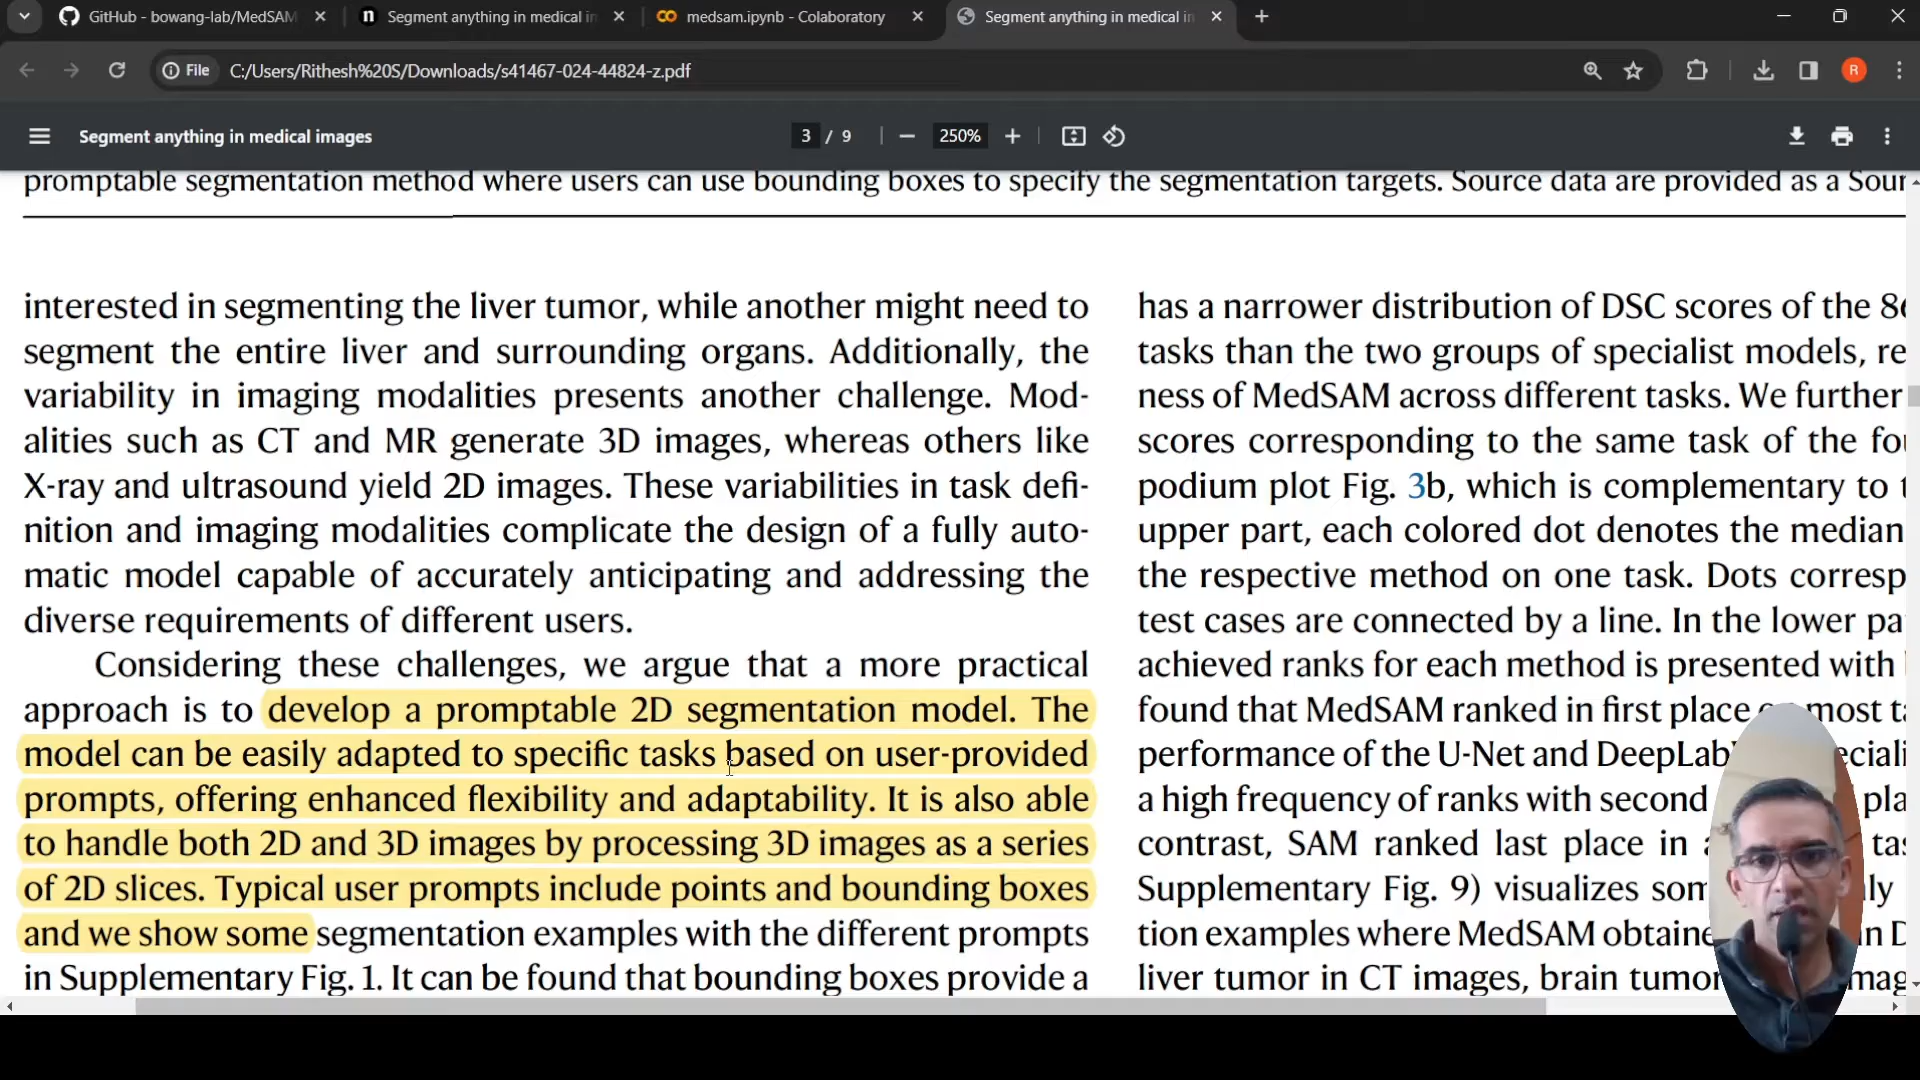 GitHub - bowang-lab/MedSAM
Segment anything in medical in
medsam.ipynb - Colaboratory
Segment anything in medical in
File
C:/Users/Rithesh%20S/Downloads/s41467-024-44824-z.pdf
R
Segment anything in medical images
3 / 9
250%
promptable segmentation method where users can use bounding boxes to specify the segmentation targets. Source data are provided as a Sour
interested in segmenting the liver tumor, while another might need to
segment the entire liver and surrounding organs. Additionally, the
variability in imaging modalities presents another challenge. Mod-
alities such as CT and MR generate 3D images, whereas others like
X-ray and ultrasound yield 2D images. These variabilities in task defi-
nition and imaging modalities complicate the design of a fully auto-
matic model capable of accurately anticipating and addressing the
diverse requirements of different users.
Considering these challenges, we argue that a more practical
approach is to develop a promptable 2D segmentation model. The
model can be easily adapted to specific tasks based on user-provided
prompts, offering enhanced flexibility and adaptability. It is also able
to handle both 2D and 3D images by processing 3D images as a series
of 2D slices. Typical user prompts include points and bounding boxes
and we show some segmentation examples with the different prompts
in Supplementary Fig. 1. It can be found that bounding boxes provide a
has a narrower distribution of DSC scores of the 86
tasks than the two groups of specialist models, re
ness of MedSAM across different tasks. We further
scores corresponding to the same task of the fou
podium plot Fig. 3b, which is complementary to t
upper part, each colored dot denotes the median
the respective method on one task. Dots corresp
test cases are connected by a line. In the lower pa
achieved ranks for each method is presented with
found that MedSAM ranked in first place on most ta
performance of the U-Net and DeepLab eciali
a high frequency of ranks with second pla
contrast, SAM ranked last place in tas
Supplementary Fig. 9) visualizes som ly
tion examples where MedSAM obtaine in D
liver tumor in CT images, brain tumor mag